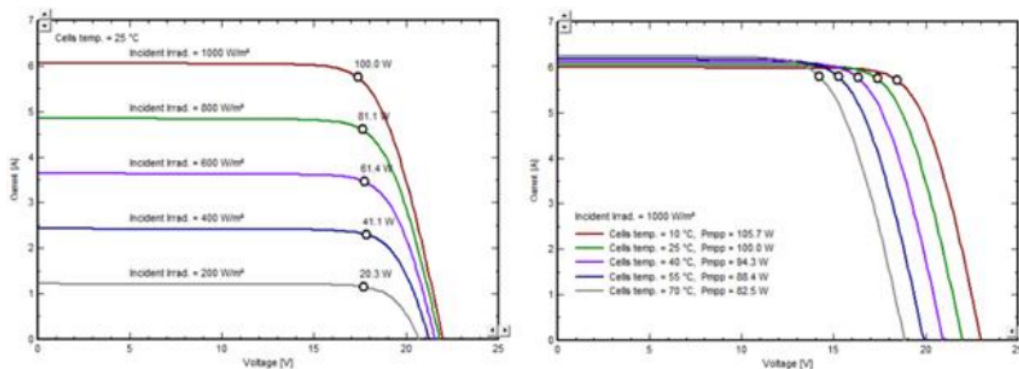 7
6
5
4
3
2
1
0
Current [A]
Cells temp. = 25 °C
Incident Irrad. = 1000 W/m²
100.0 W
Incident Irrad. = 800 W/m²
81.1 W
Incident Irrad. = 600 W/m²
61.4 W
Incident Irrad. = 400 W/m²
41.1 W
Incident Irrad. = 200 W/m²
20.3 W
0 5 10 15 20 25
Voltage [V]
7
6
5
4
3
2
1
0
Current [A]
Incident Irrad. = 1000 W/m²
Cells temp. = 10 °C, Pmpp = 105.7 W
Cells temp. = 25 °C, Pmpp = 100.0 W
Cells temp. = 40 °C, Pmpp = 94.3 W
Cells temp. = 55 °C, Pmpp = 88.4 W
Cells temp. = 70 °C, Pmpp = 82.5 W
0 5 10 15 20 25
Voltage [V]